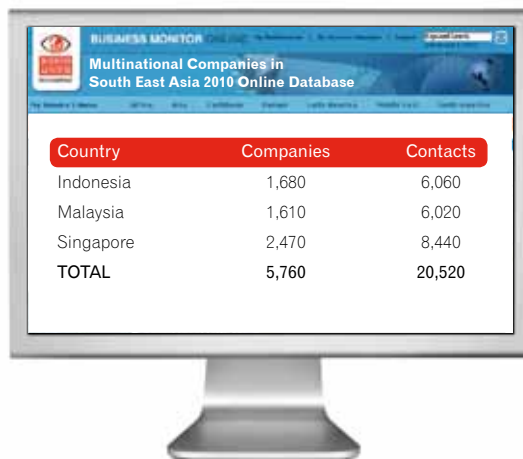 BUSINESS MONITOR ONLINE
Multinational Companies in
South East Asia 2010 Online Database
Country Companies Contacts
Indonesia 1,680 6,060
Malaysia 1,610 6,020
Singapore 2,470 8,440
TOTAL 5,760 20,520